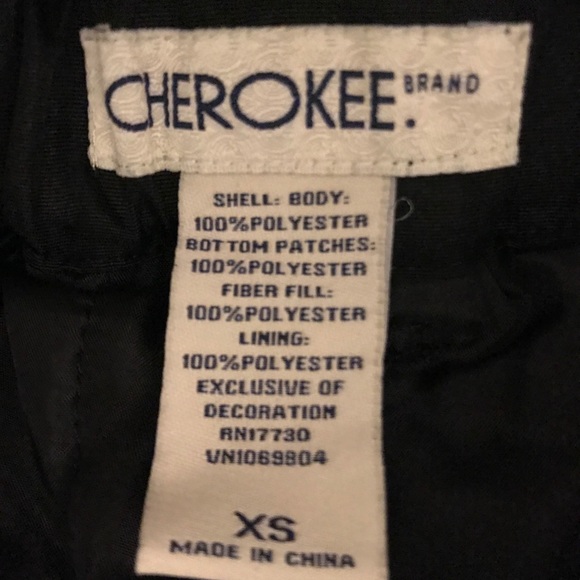 CHEROKEE. BRAND
SHELL: BODY:
100%POLYESTER
BOTTOM PATCHES:
100%POLYESTER
FIBER FILL:
100%POLYESTER
LINING:
100%POLYESTER
EXCLUSIVE OF
DECORATION
RN17730
VN1069804
XS
MADE IN CHINA